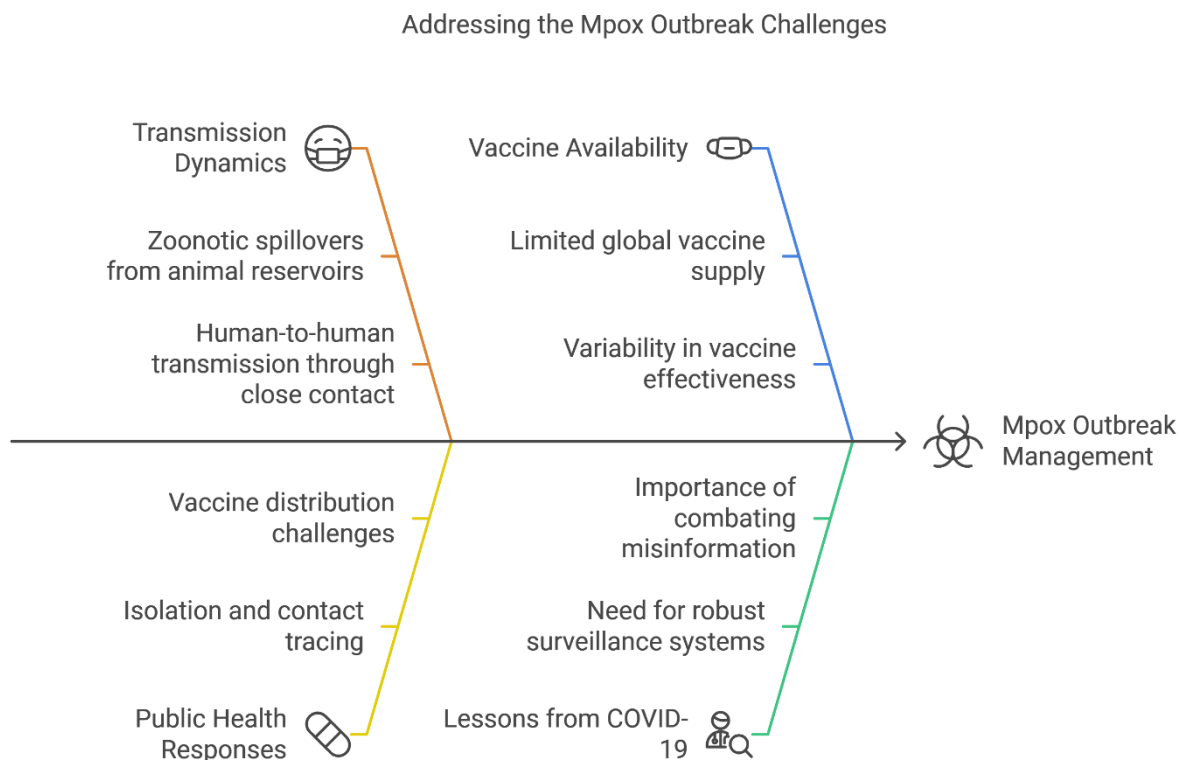 Addressing the Mpox Outbreak Challenges
Transmission
Dynamics
Zoonotic spillovers
from animal reservoirs
Human-to-human
transmission through
close contact
Vaccine Availability
Limited global vaccine
supply
Variability in vaccine
effectiveness
Mpox Outbreak
Management
Vaccine distribution
challenges
Isolation and contact
tracing
Public Health
Responses
Importance of
combating
misinformation
Need for robust
surveillance systems
Lessons from COVID-
19